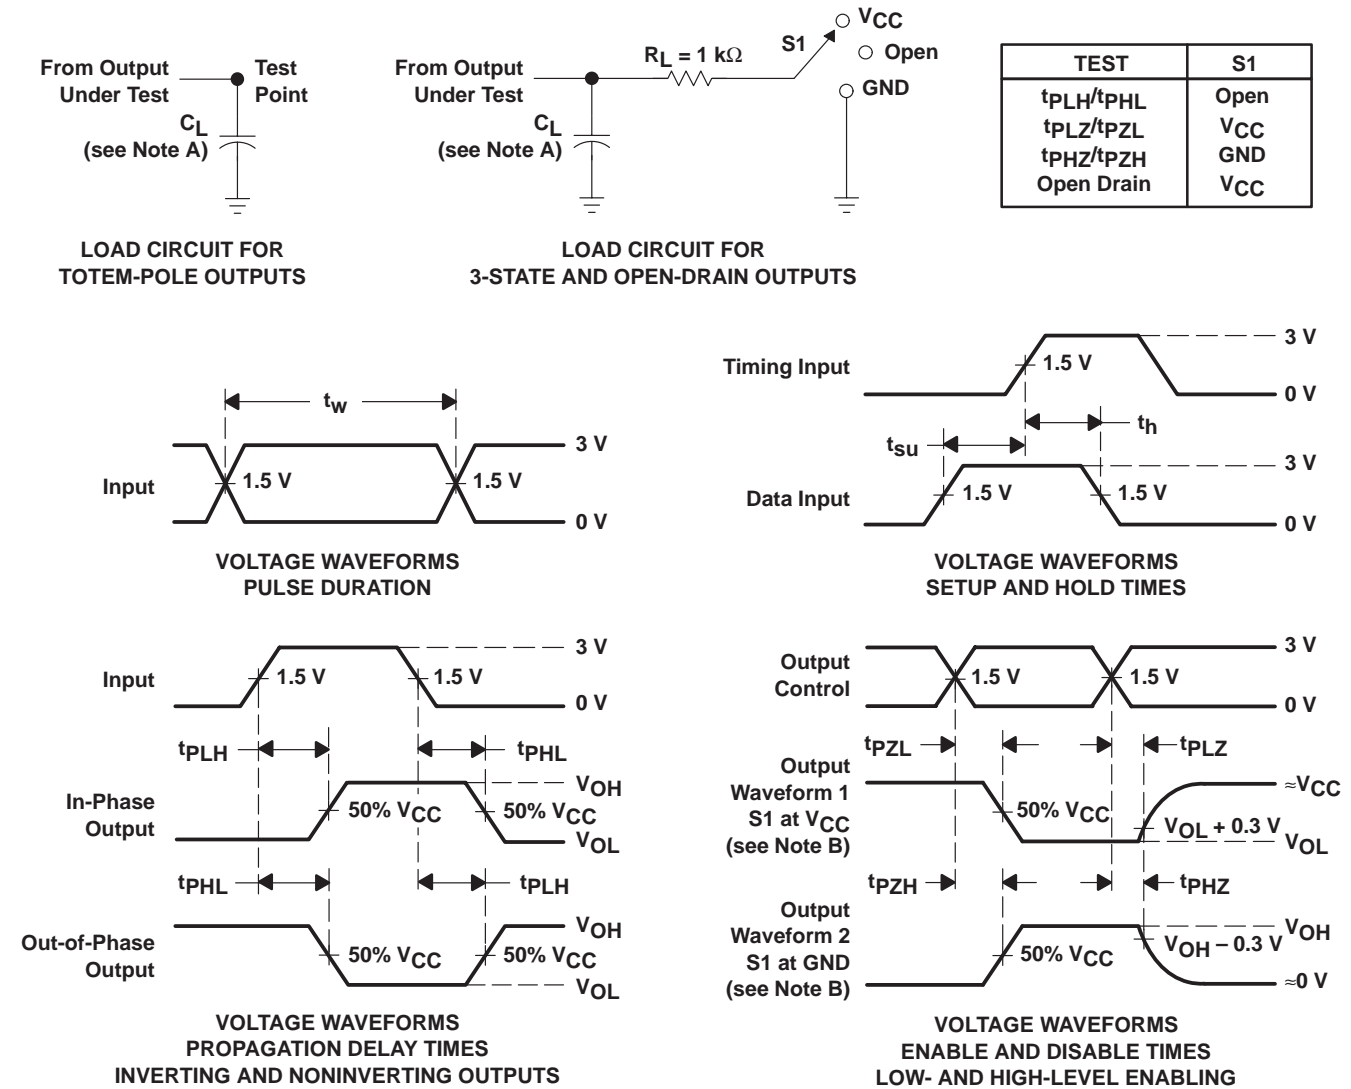 From Output
Under Test
Test
Point
CL
(see Note A)
LOAD CIRCUIT FOR
TOTEM-POLE OUTPUTS
From Output
Under Test
RL = 1 kΩ
S1
VCC
Open
GND
CL
(see Note A)
LOAD CIRCUIT FOR
3-STATE AND OPEN-DRAIN OUTPUTS
TEST S1
tPLH/tPHL Open
tPLZ/tPZL VCC
tPHZ/tPZH GND
Open Drain VCC
tw
Input
1.5 V
1.5 V
3 V
0 V
VOLTAGE WAVEFORMS
PULSE DURATION
Timing Input
1.5 V
3 V
0 V
tsu
th
Data Input
1.5 V
1.5 V
3 V
0 V
VOLTAGE WAVEFORMS
SETUP AND HOLD TIMES
Input
1.5 V
1.5 V
3 V
0 V
tPLH
tPHL
In-Phase
Output
50% VCC
50% VCC
VOH
VOL
tPHL
tPLH
Out-of-Phase
Output
50% VCC
50% VCC
VOH
VOL
VOLTAGE WAVEFORMS
PROPAGATION DELAY TIMES
INVERTING AND NONINVERTING OUTPUTS
Output
Control
1.5 V
1.5 V
3 V
0 V
tPZL
tPLZ
Output
Waveform 1
S1 at VCC
(see Note B)
50% VCC
≈VCC
VOL + 0.3 V
VOL
tPZH
tPHZ
Output
Waveform 2
S1 at GND
(see Note B)
50% VCC
VOH
VOH – 0.3 V
≈0 V
VOLTAGE WAVEFORMS
ENABLE AND DISABLE TIMES
LOW- AND HIGH-LEVEL ENABLING